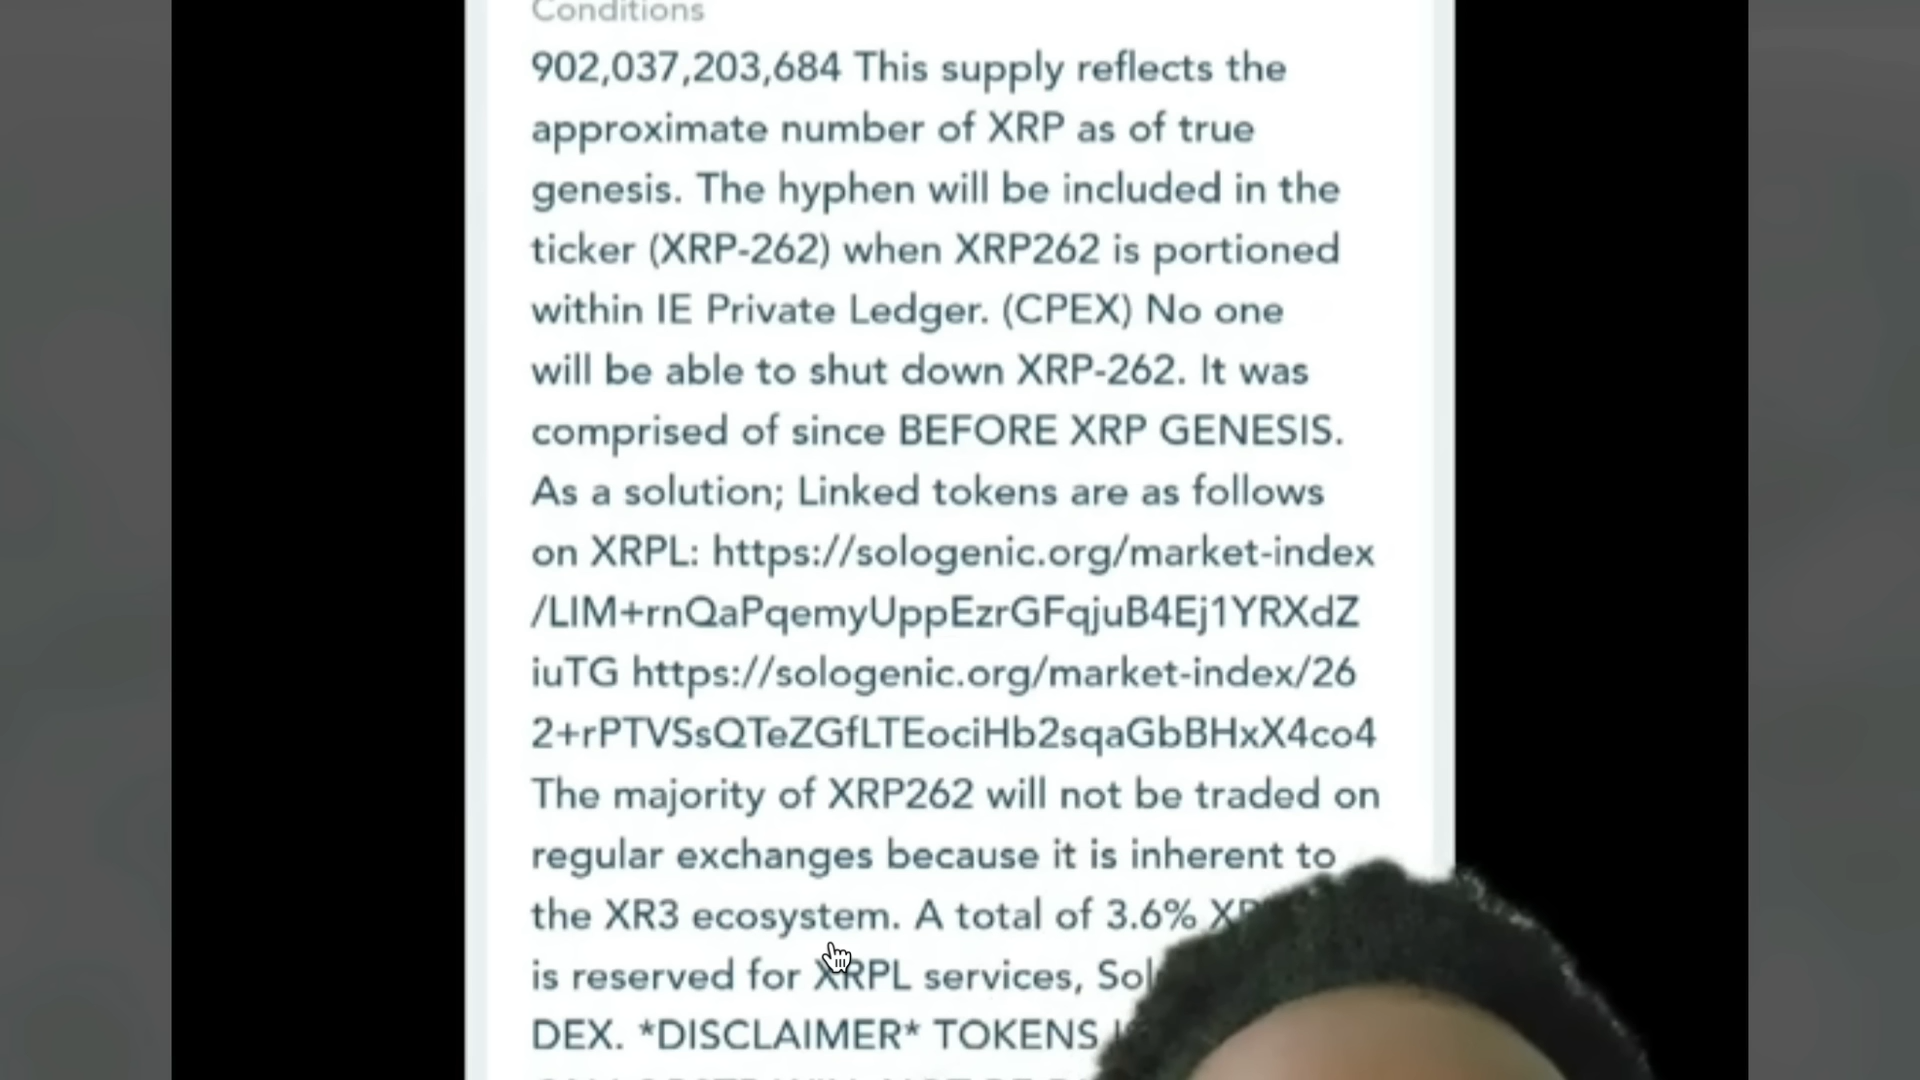 Conditions
902,037,203,684 This supply reflects the
approximate number of XRP as of true
genesis. The hyphen will be included in the
ticker (XRP-262) when XRP262 is portioned
within IE Private Ledger. (CPEX) No one
will be able to shut down XRP-262. It was
comprised of since BEFORE XRP GENESIS.
As a solution; Linked tokens are as follows
on XRPL: https://sologenic.org/market-index
/LIM+rnQaPqemyUppEzrGFqjuB4Ej1YRXdZ
iuTG https://sologenic.org/market-index/26
2+rPTVSsQTeZGfLTEociHb2sqaGbBHxX4co4
The majority of XRP262 will not be traded on
regular exchanges because it is inherent to
the XR3 ecosystem. A total of 3.6%
is reserved for XRPL services,
DEX. *DISCLAIMER* TOKENS